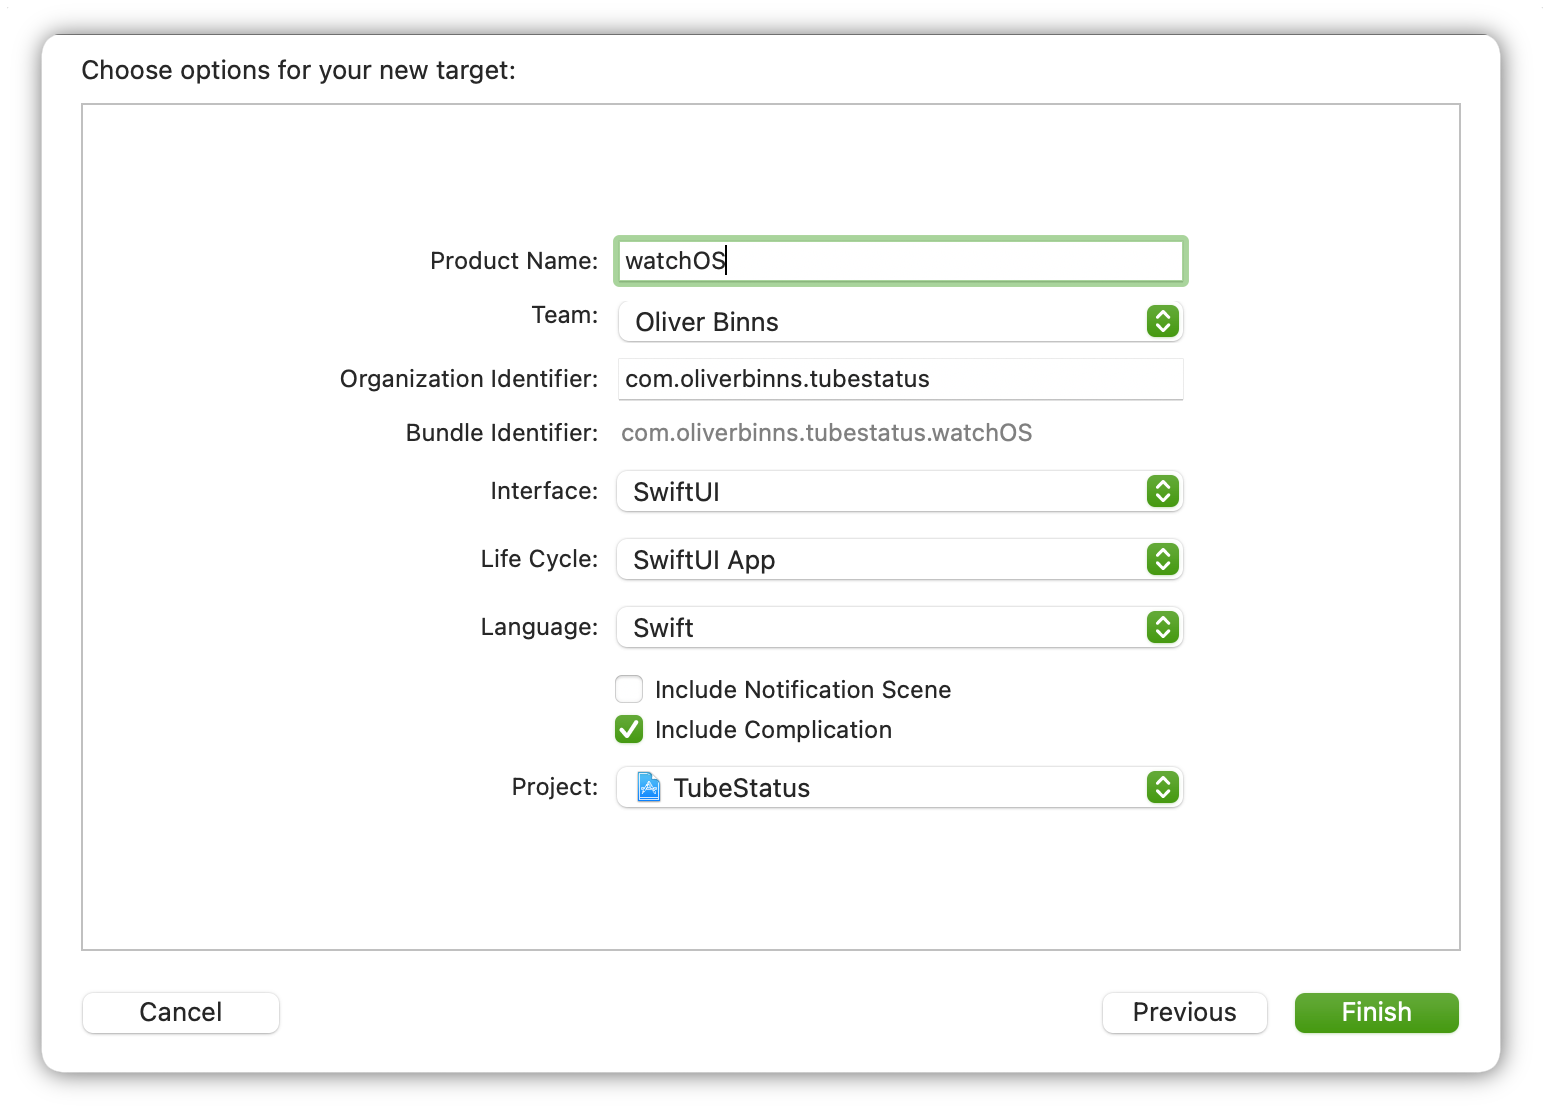 Choose options for your new target:
Product Name: watchOS
Team: Oliver Binns
Organization Identifier: com.oliverbinns.tubestatus
Bundle Identifier: com.oliverbinns.tubestatus.watchOS
Interface: SwiftUI
Life Cycle: SwiftUI App
Language: Swift
Include Notification Scene
Include Complication
Project: TubeStatus
Cancel Previous Finish